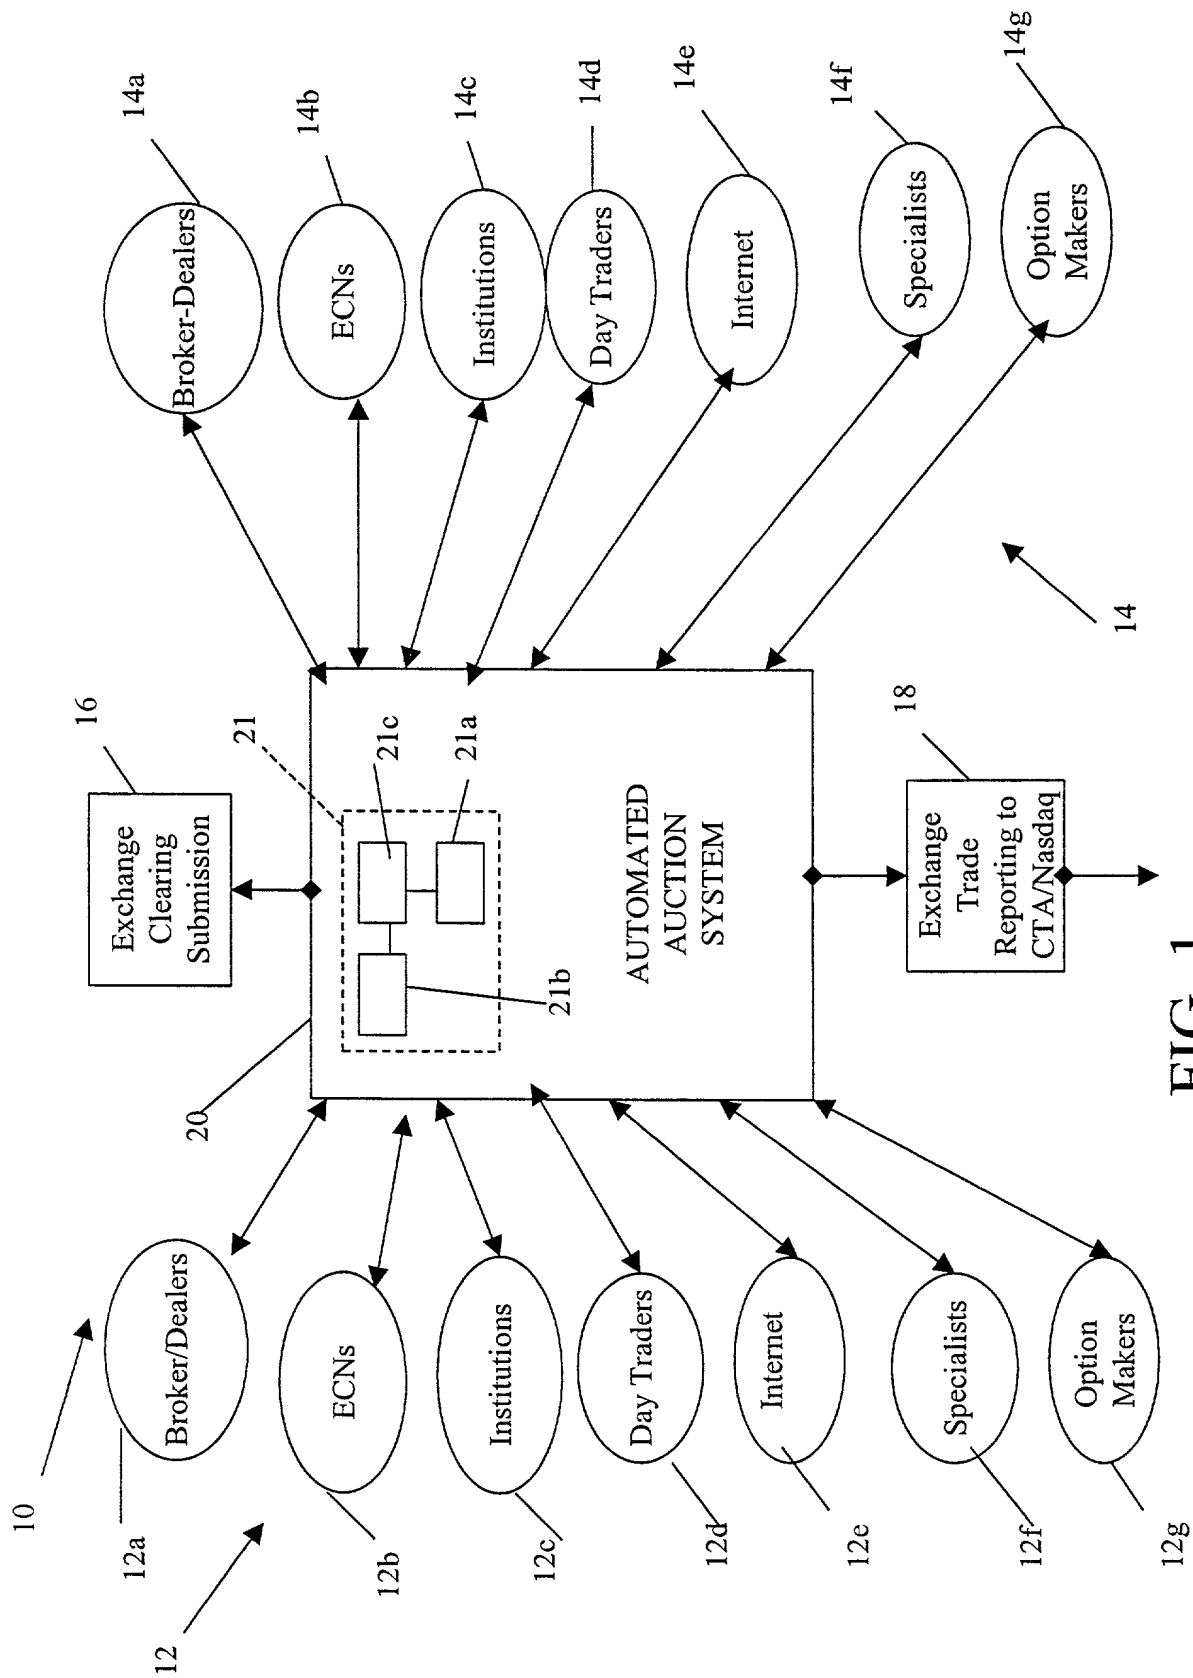 10
12
12a
Broker/Dealers
12b
ECNs
12c
Institutions
12d
Day Traders
12e
Internet
12f
Specialists
12g
Option
Makers
20
16
Exchange
Clearing
Submission
21
21c
21a
21b
AUTOMATED
AUCTION
SYSTEM
18
Exchange
Trade
Reporting to
CTA/Nasdaq
14a
Broker-Dealers
14b
ECNs
14c
Institutions
14d
Day Traders
14e
Internet
14f
Specialists
14g
Option
Makers
14
FIG. 1